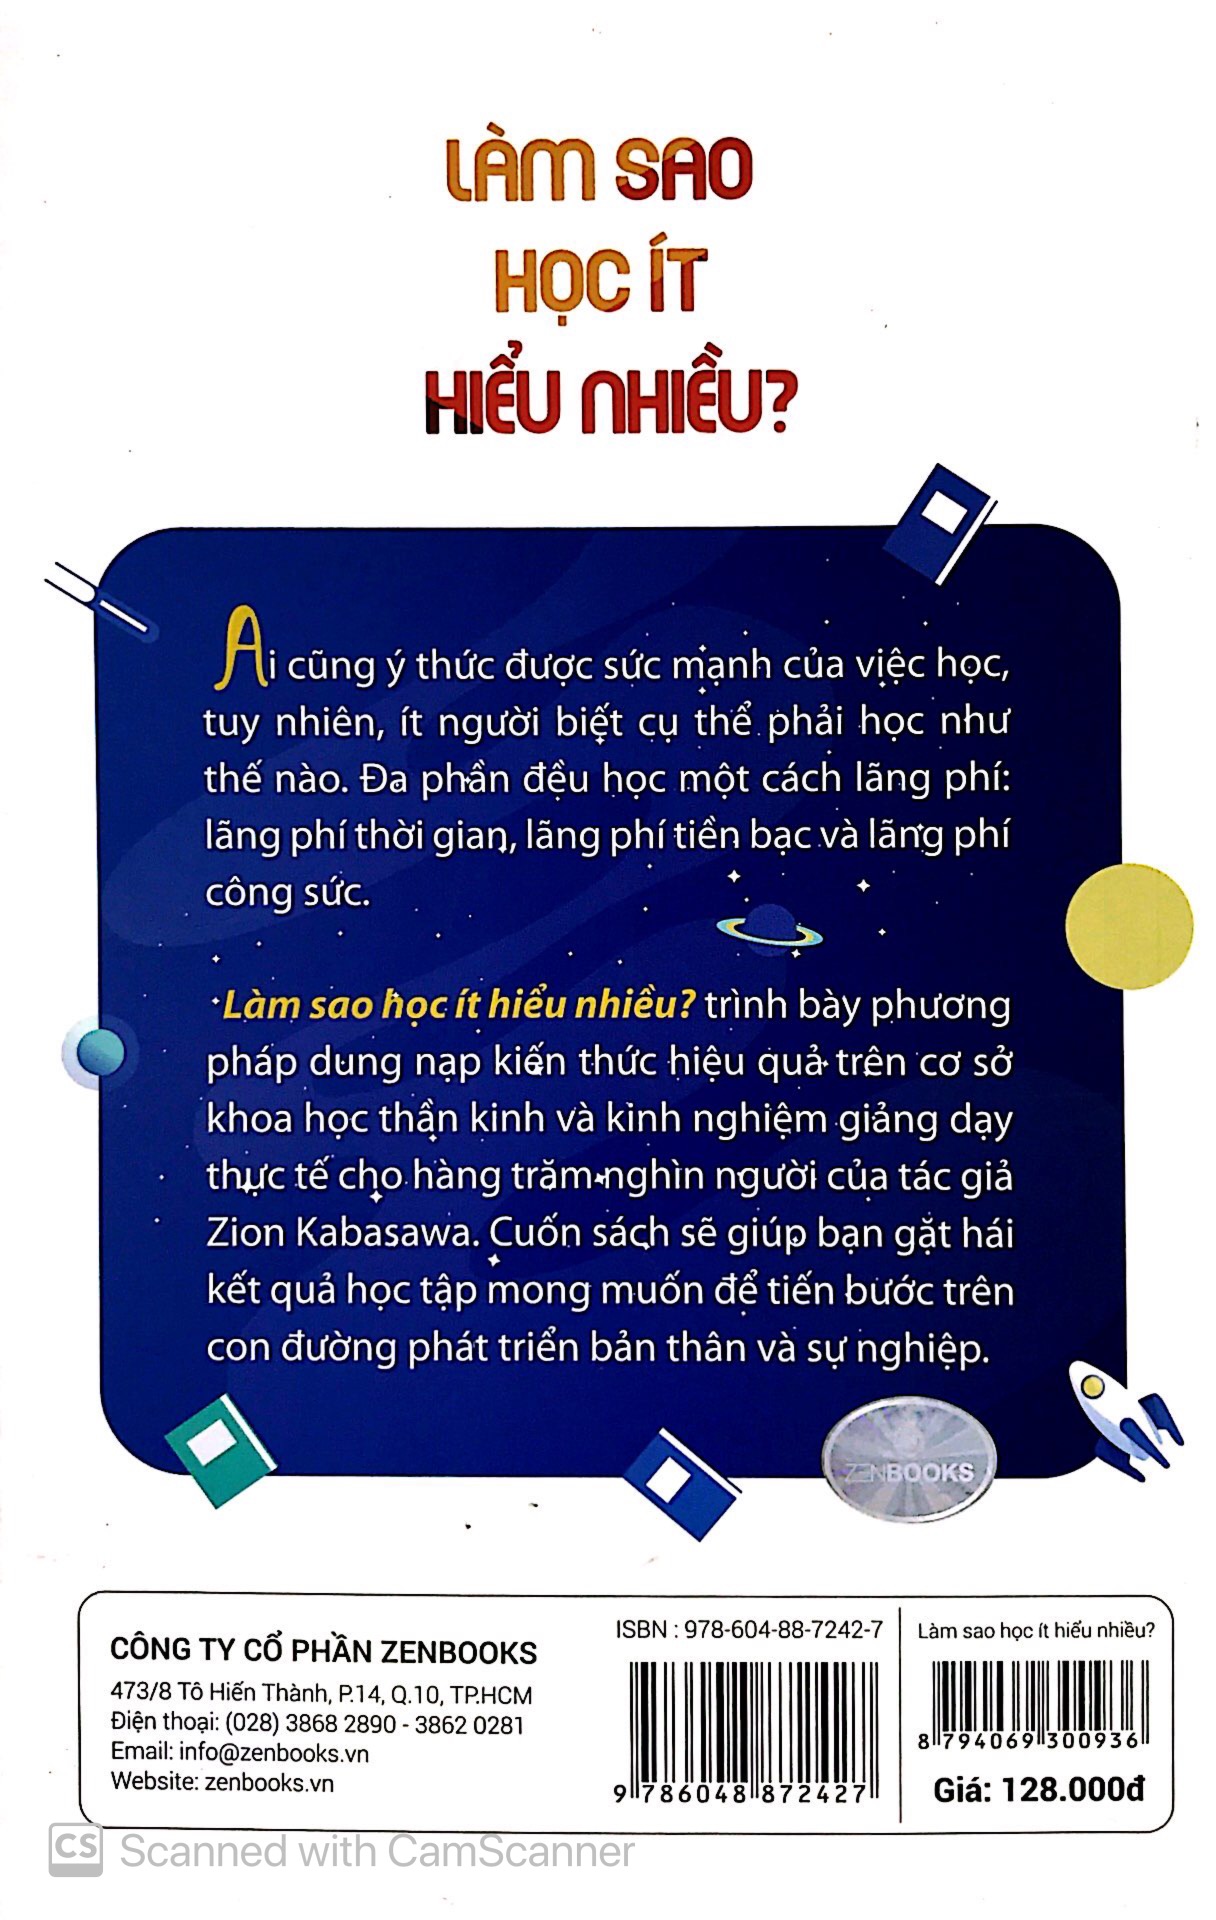 LÀM SAO
HỌC ÍT
HIỂU NHIỀU?
Ai cũng ý thức được sức mạnh của việc học,
tuy nhiên, ít người biết cụ thể phải học như
thế nào. Đa phần đều học một cách lãng phí:
lãng phí thời gian, lãng phí tiền bạc và lãng phí
công sức.
Làm sao học ít hiểu nhiều? trình bày phương
pháp dung nạp kiến thức hiệu quả trên cơ sở
khoa học thần kinh và kinh nghiệm giảng dạy
thực tế cho hàng trăm nghìn người của tác giả
Zion Kabasawa. Cuốn sách sẽ giúp bạn gặt hái
kết quả học tập mong muốn để tiến bước trên
con đường phát triển bản thân và sự nghiệp.
ZENBOOKS
CÔNG TY CỔ PHẦN ZENBOOKS
473/8 Tô Hiến Thành, P.14, Q.10, TP.HCM
Điện thoại: (028) 3868 2890 - 3862 0281
Email: info@zenbooks.vn
Website: zenbooks.vn
ISBN : 978-604-88-7242-7
9 786048 872427
Làm sao học ít hiểu nhiều?
8 794069 300936
Giá: 128.000đ
CS Scanned with CamScanner